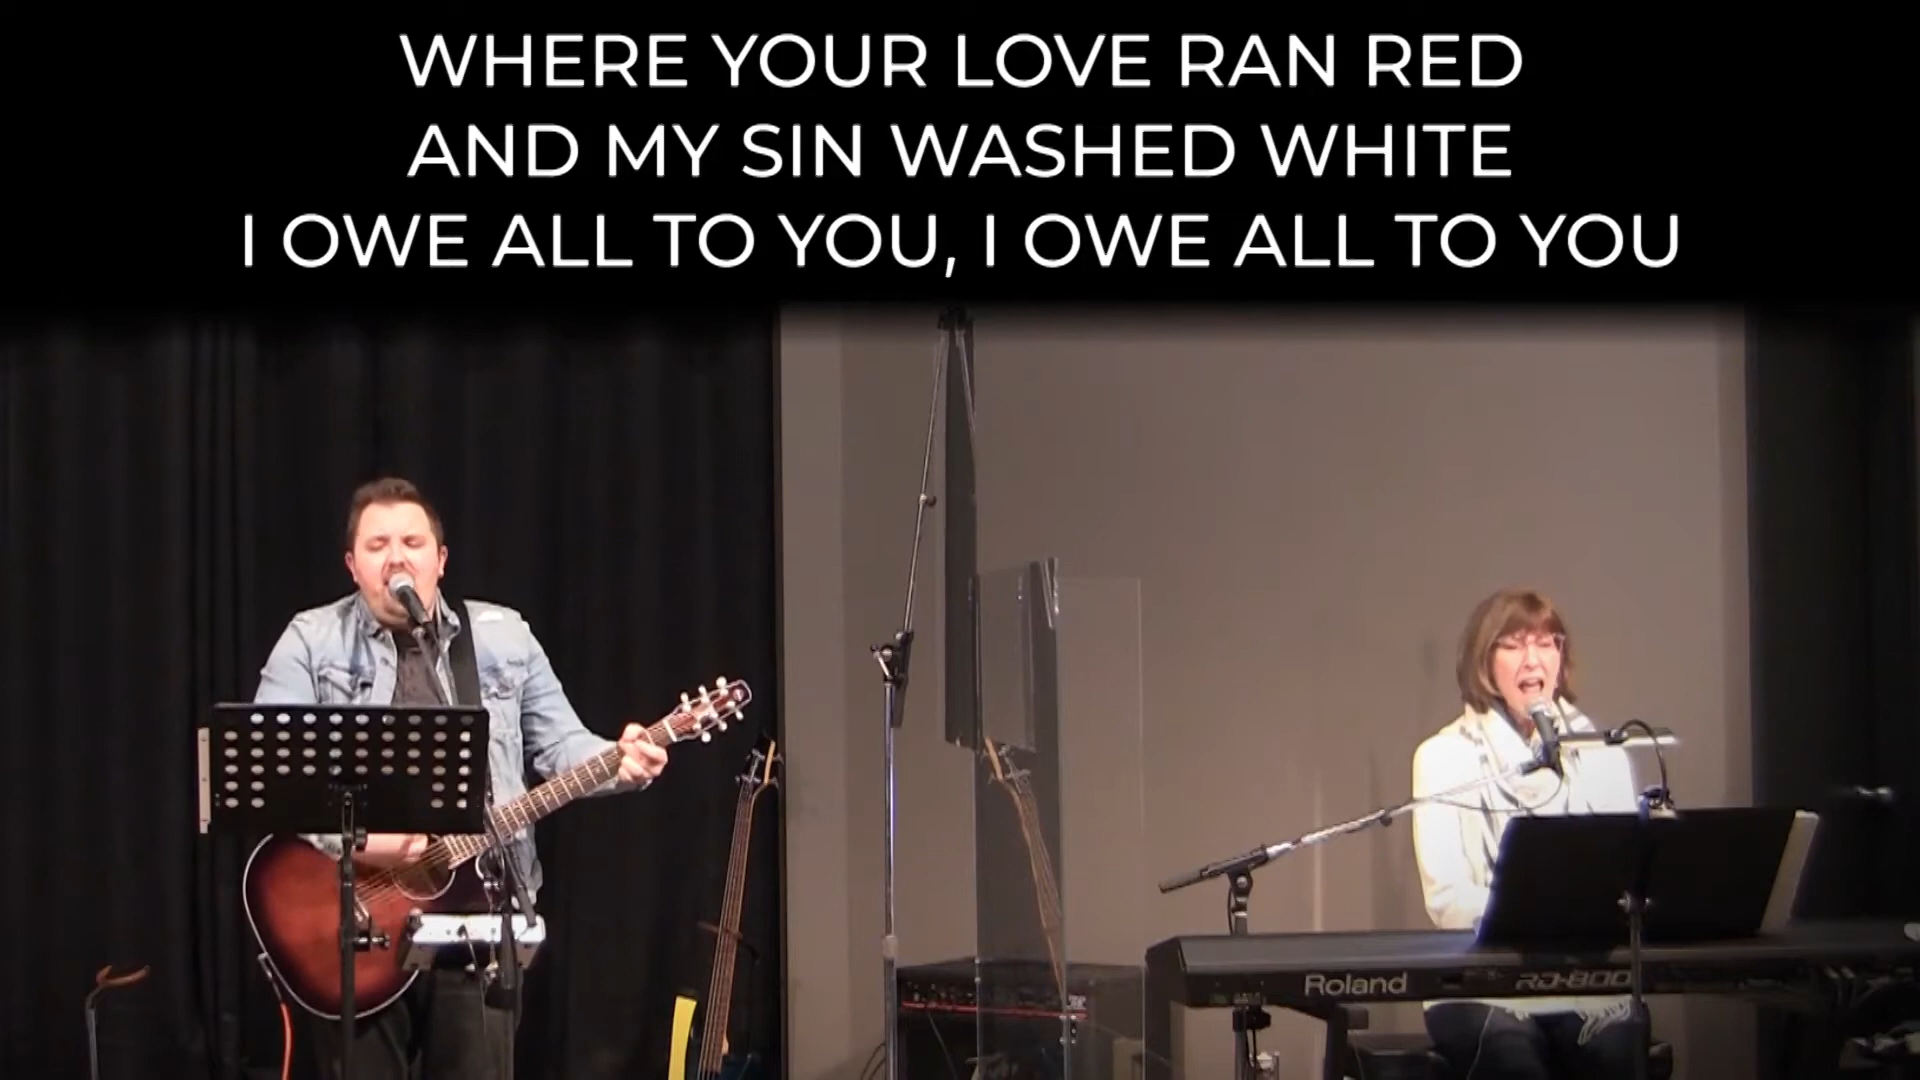 WHERE YOUR LOVE RAN RED
AND MY SIN WASHED WHITE
I OWE ALL TO YOU, I OWE ALL TO YOU
Roland RD-800